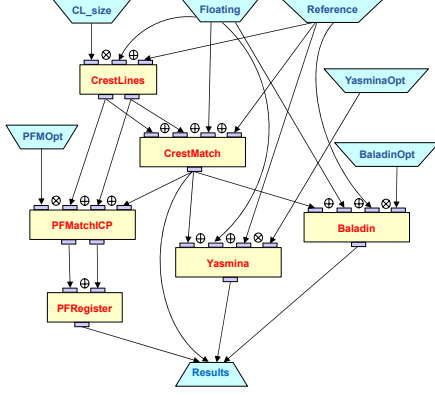 CL_size
Floating
Reference
⊗ ⊕
CrestLines
YasminaOpt
PFMOpt
⊕ ⊕ ⊕
CrestMatch
BaladinOpt
⊗ ⊕ ⊕
PFMatchICP
⊕ ⊕ ⊗
Baladin
⊕ ⊕ ⊗
Yasmina
⊕
PFRegister
Results